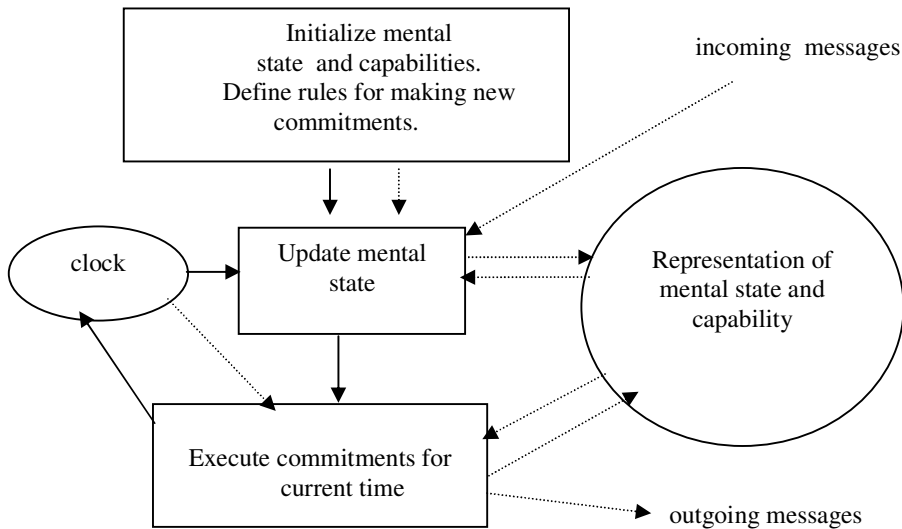 Initialize mental
state and capabilities.
Define rules for making new
commitments.
incoming messages
clock
Update mental
state
Representation of
mental state and
capability
Execute commitments for
current time
outgoing messages